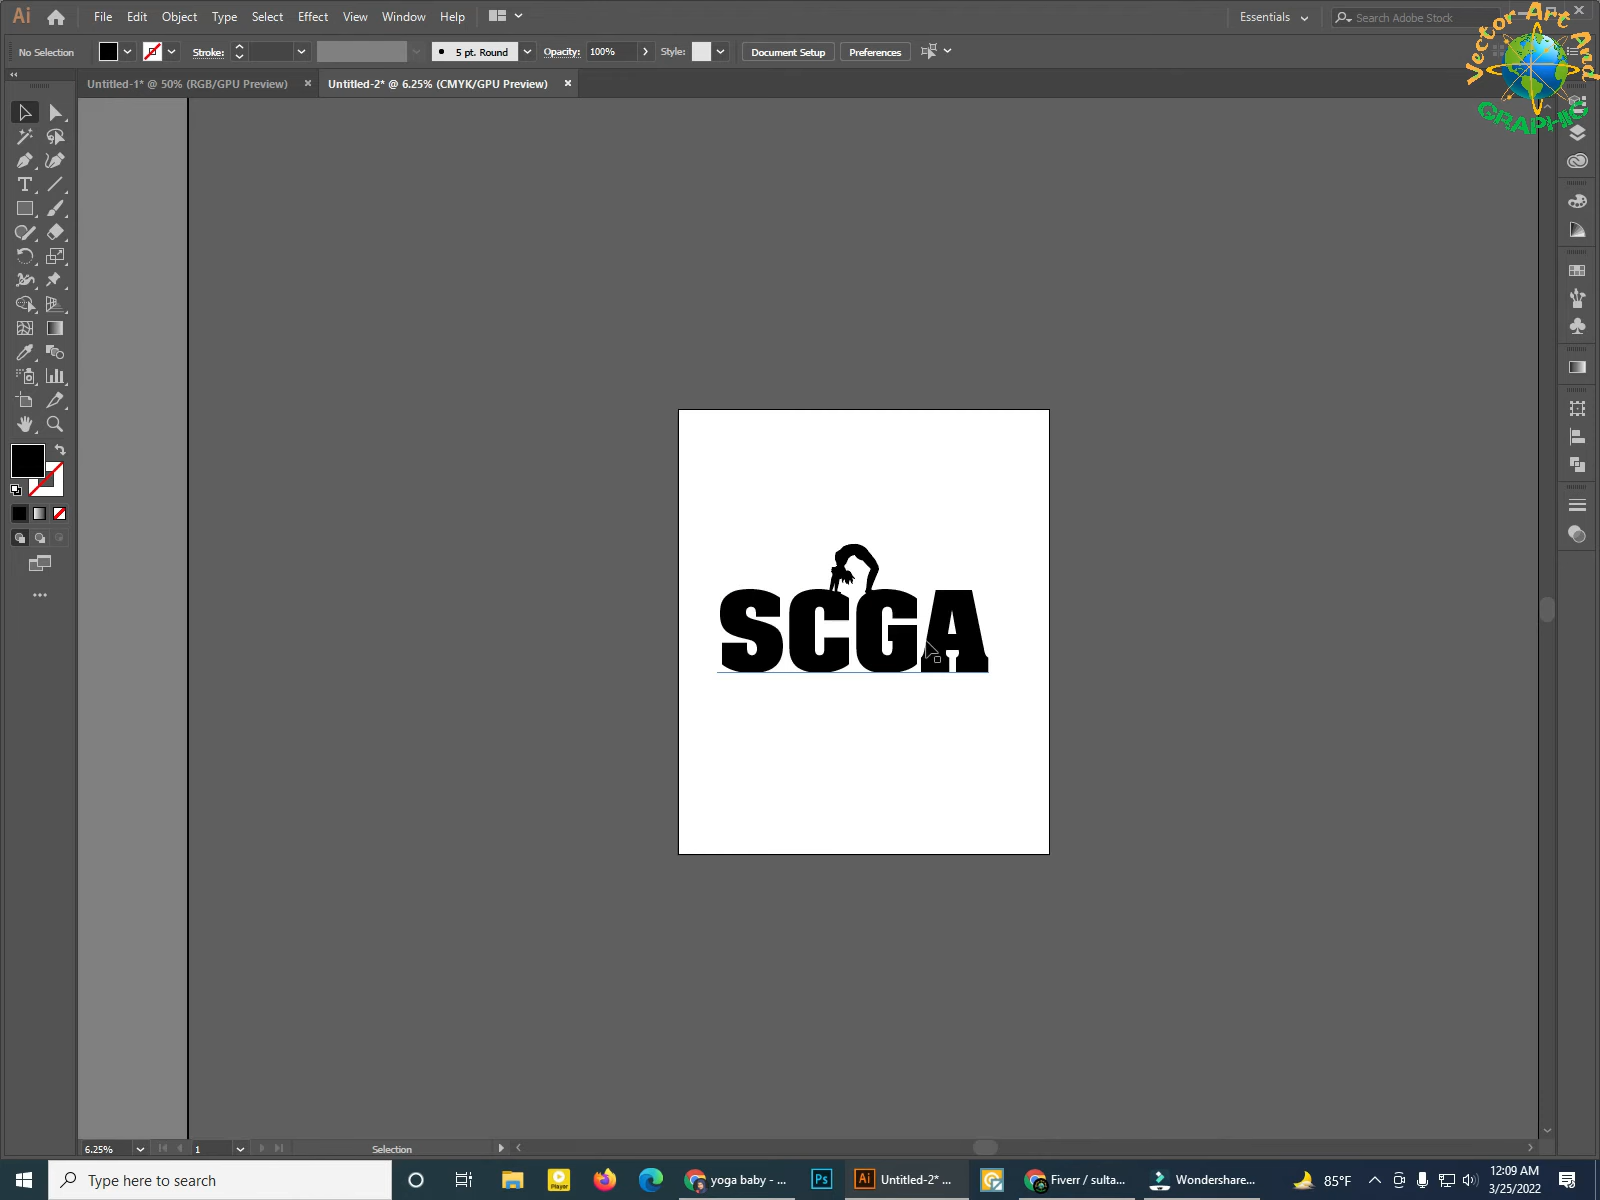 Ai File Edit Object Type Select Effect View Window Help Essentials Search Adobe Stock
No Selection Stroke: 5 pt. Round Opacity: 100% Style: Document Setup Preferences
Vector Art And
GRAPHIC
Untitled-1* @ 50% (RGB/GPU Preview) × Untitled-2* @ 6.25% (CMYK/GPU Preview) ×
SCGA
6.25% 1 Selection
Type here to search Player yoga baby - ... Ps Ai Untitled-2* ... Fiverr / sulta... Wondershare... 85°F 12:09 AM
3/25/2022